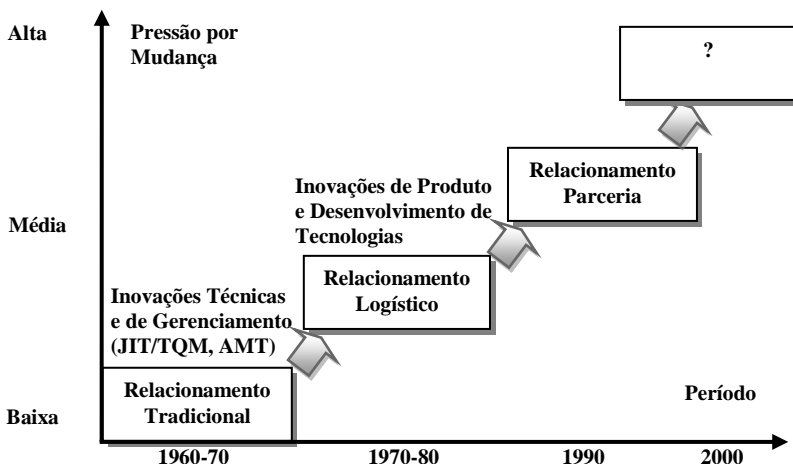 Alta
Pressão por
Mudança
?
Relacionamento
Parceria
Inovações de Produto
e Desenvolvimento de
Tecnologias
Média
Relacionamento
Logístico
Inovações Técnicas
e de Gerenciamento
(JIT/TQM, AMT)
Relacionamento
Tradicional
Período
Baixa
1960-70
1970-80
1990
2000